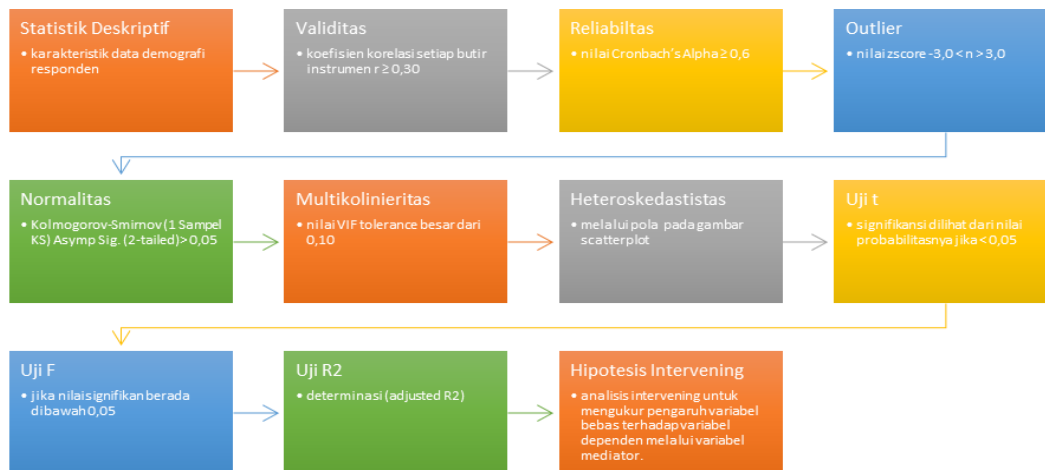 Statistik Deskriptif
• karakteristik data demografi
responden
Validitas
• koefisien korelasi setiap butir
instrumen r ≥ 0,30
Reliabiltas
• nilai Cronbach's Alpha ≥ 0,6
Outlier
• nilai zscore -3,0 < n > 3,0
Normalitas
• Kolmogorov-Smirnov (1 Sampel
KS) Asymp Sig. (2-tailed) > 0,05
Multikolinieritas
• nilai VIF tolerance besar dari
0,10
Heteroskedastistas
• melalui pola pada gambar
scatterplot
Uji t
• signifikansi dilihat dari nilai
probabilitasnya jika < 0,05
Uji F
• jika nilai signifikan berada
dibawah 0,05
Uji R2
• determinasi (adjusted R2)
Hipotesis Intervening
• analisis intervening untuk
mengukur pengaruh variabel
bebas terhadap variabel
dependen melalui variabel
mediator.